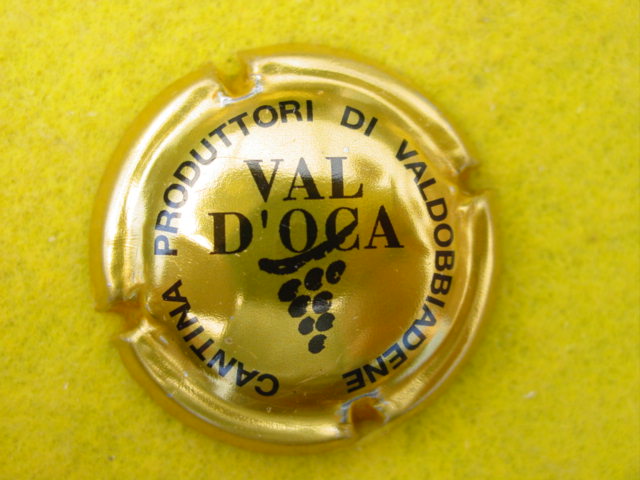 CANTINA PRODUTTORI DI VALDOBBIADENE
VAL
D'OCA